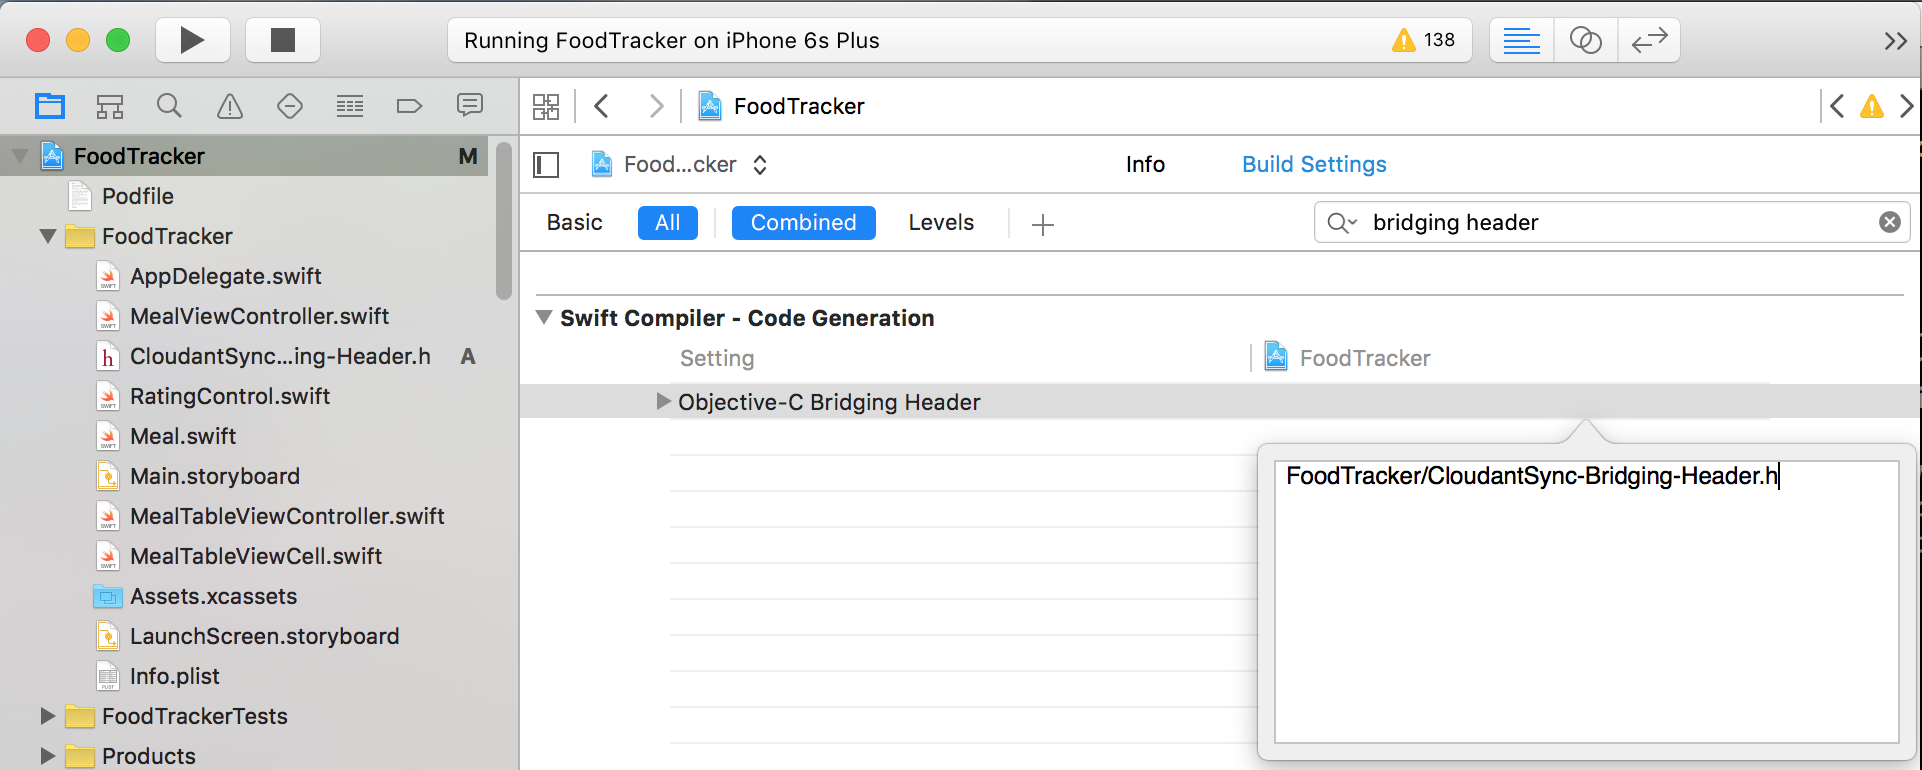 Running FoodTracker on iPhone 6s Plus
138
FoodTracker
FoodTracker M
Podfile
FoodTracker
AppDelegate.swift
MealViewController.swift
CloudantSync...ing-Header.h A
RatingControl.swift
Meal.swift
Main.storyboard
MealTableViewController.swift
MealTableViewCell.swift
Assets.xcassets
LaunchScreen.storyboard
Info.plist
FoodTrackerTests
Products
Food...cker
Info
Build Settings
Basic All Combined Levels
bridging header
Swift Compiler - Code Generation
Setting FoodTracker
Objective-C Bridging Header
FoodTracker/CloudantSync-Bridging-Header.h